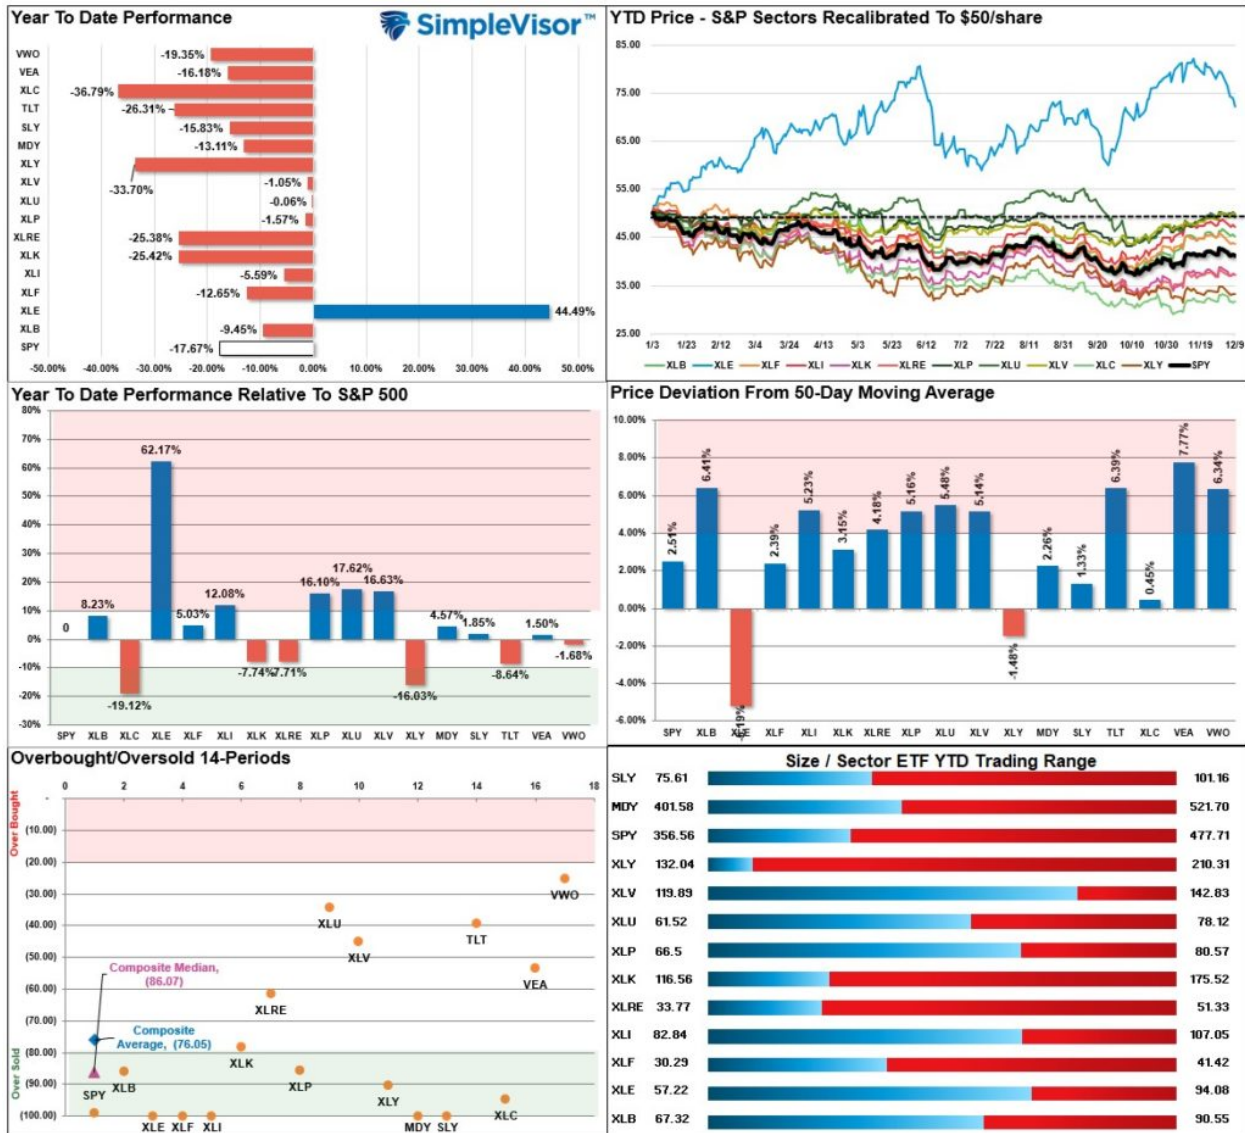 Year To Date Performance
SimpleVisor™
VWO -19.35%
VEA -16.18%
XLC -36.79%
TLT -26.31%
SLY -15.83%
MDY -13.11%
XLY -33.70%
XLV -1.05%
XLU -0.06%
XLP -1.57%
XLRE -25.38%
XLK -25.42%
XLI -5.59%
XLF -12.65%
XLE 44.49%
XLB -9.45%
SPY -17.67%
-50.00% -40.00% -30.00% -20.00% -10.00% 0.00% 10.00% 20.00% 30.00% 40.00% 50.00%
YTD Price - S&P Sectors Recalibrated To $50/share
85.00
75.00
65.00
55.00
45.00
35.00
25.00
1/3 1/23 2/12 3/4 3/24 4/13 5/3 5/23 6/12 7/2 7/22 8/11 8/31 9/20 10/10 10/30 11/19 12/9
XLB XLE XLF XLI XLK XLRE XLP XLU XLV XLC XLY SPY
Year To Date Performance Relative To S&P 500
80%
70%
60%
50%
40%
30%
20%
10%
0%
-10%
-20%
-30%
0 8.23% -19.12% 62.17% 5.03% 12.08% -7.74% -7.71% 16.10% 17.62% 16.63% -16.03% 4.57% 1.85% -8.64% 1.50% -1.68%
SPY XLB XLC XLE XLF XLI XLK XLRE XLP XLU XLV XLY MDY SLY TLT VEA VWO
Price Deviation From 50-Day Moving Average
10.00%
8.00%
6.00%
4.00%
2.00%
0.00%
-2.00%
-4.00%
-6.00%
2.51% 6.41% 2.39% 5.23% 3.15% 4.18% 5.16% 5.48% 5.14% -1.48% 2.26% 1.33% 6.39% 0.45% 7.77% 6.34%
SPY XLB XLE XLF XLI XLK XLRE XLP XLU XLV XLY MDY SLY TLT XLC VEA VWO
Overbought/Oversold 14-Periods
0 2 4 6 8 10 12 14 16 18
Over Bought
Over Sold
-
(10.00)
(20.00)
(30.00)
(40.00)
(50.00)
(60.00)
(70.00)
(80.00)
(90.00)
(100.00)
VWO
XLU
TLT
XLV
VEA
Composite Median,
(86.07)
XLRE
Composite
Average, (76.05)
XLK
SPY
XLB
XLP
XLY
XLC
XLE XLF XLI MDY SLY
Size / Sector ETF YTD Trading Range
SLY 75.61 101.16
MDY 401.58 521.70
SPY 356.56 477.71
XLY 132.04 210.31
XLV 119.89 142.83
XLU 61.52 78.12
XLP 66.5 80.57
XLK 116.56 175.52
XLRE 33.77 51.33
XLI 82.84 107.05
XLF 30.29 41.42
XLE 57.22 94.08
XLB 67.32 90.55